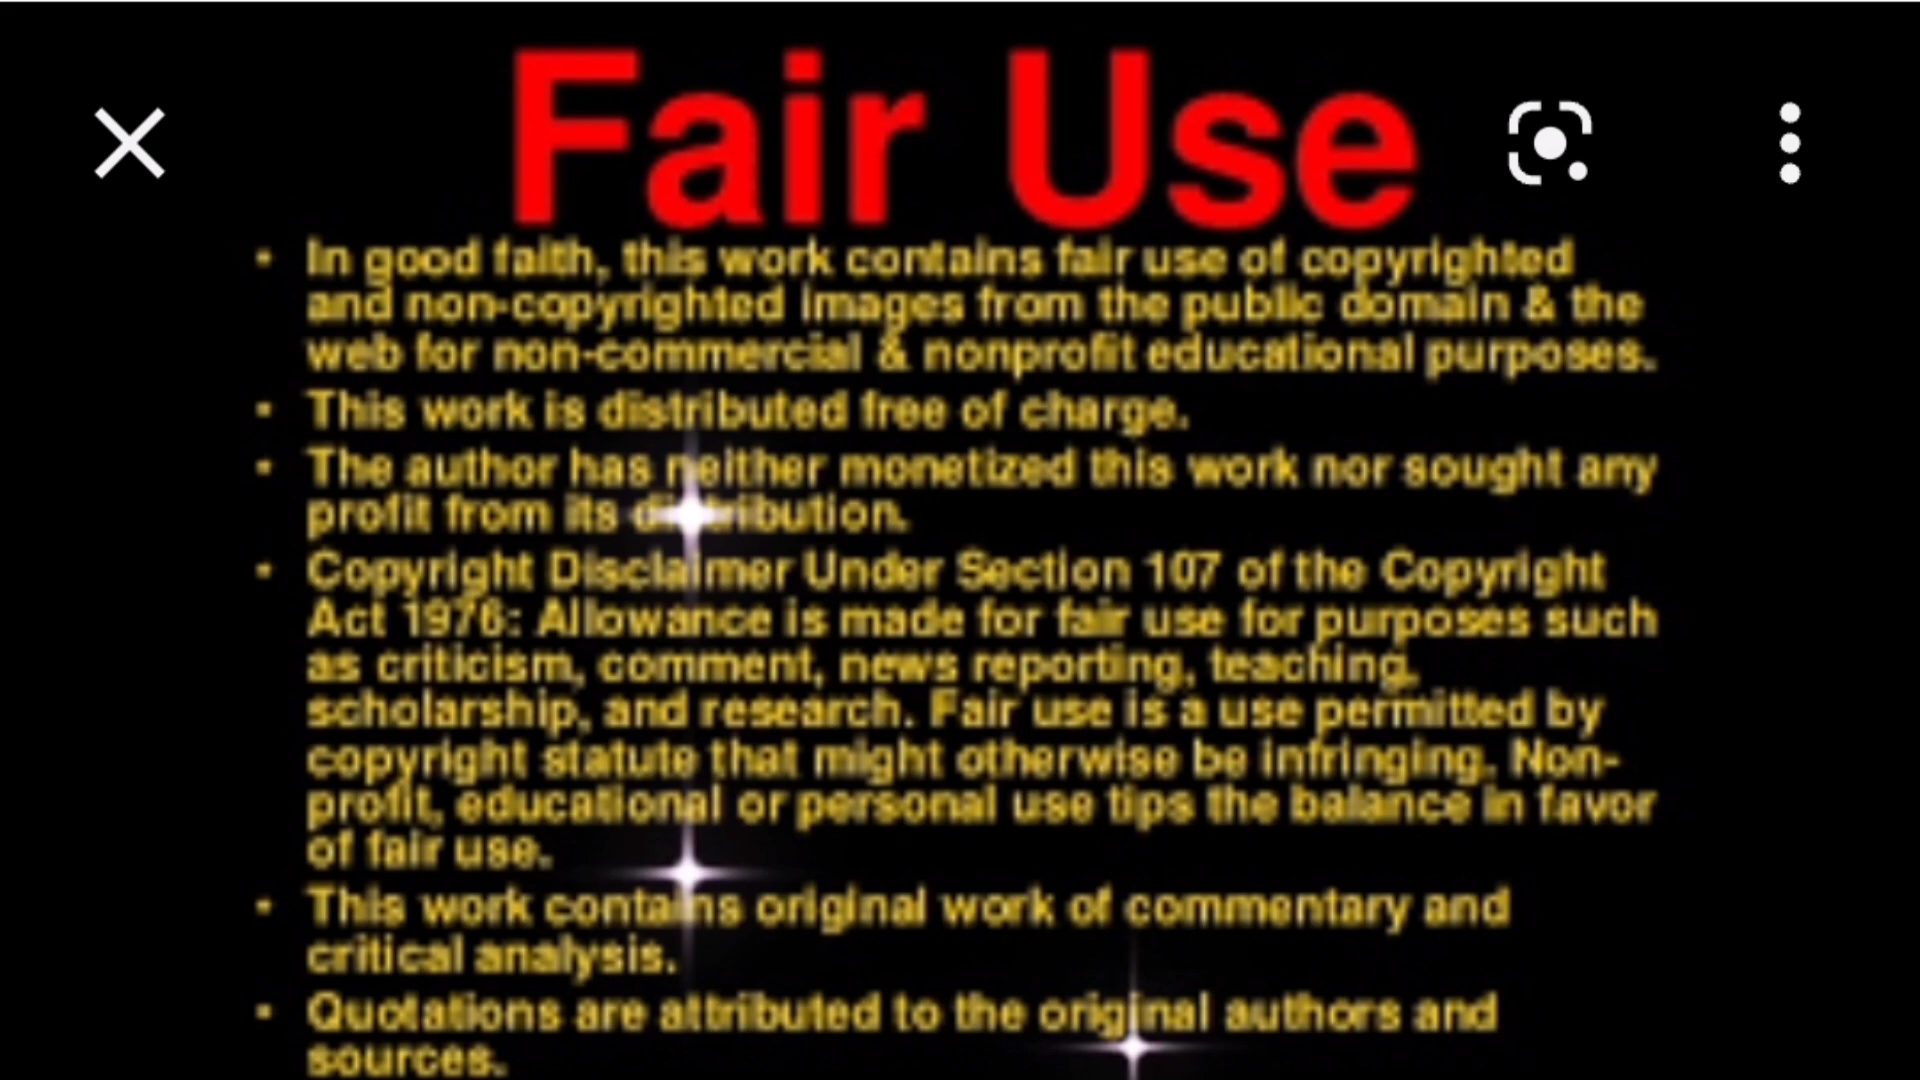 Fair Use
• In good faith, this work contains fair use of copyrighted
and non-copyrighted images from the public domain & the
web for non-commercial & nonprofit educational purposes.
• This work is distributed free of charge.
• The author has neither monetized this work nor sought any
profit from its distribution.
• Copyright Disclaimer Under Section 107 of the Copyright
Act 1976: Allowance is made for fair use for purposes such
as criticism, comment, news reporting, teaching,
scholarship, and research. Fair use is a use permitted by
copyright statute that might otherwise be infringing. Non-
profit, educational or personal use tips the balance in favor
of fair use.
• This work contains original work of commentary and
critical analysis.
• Quotations are attributed to the original authors and
sources.